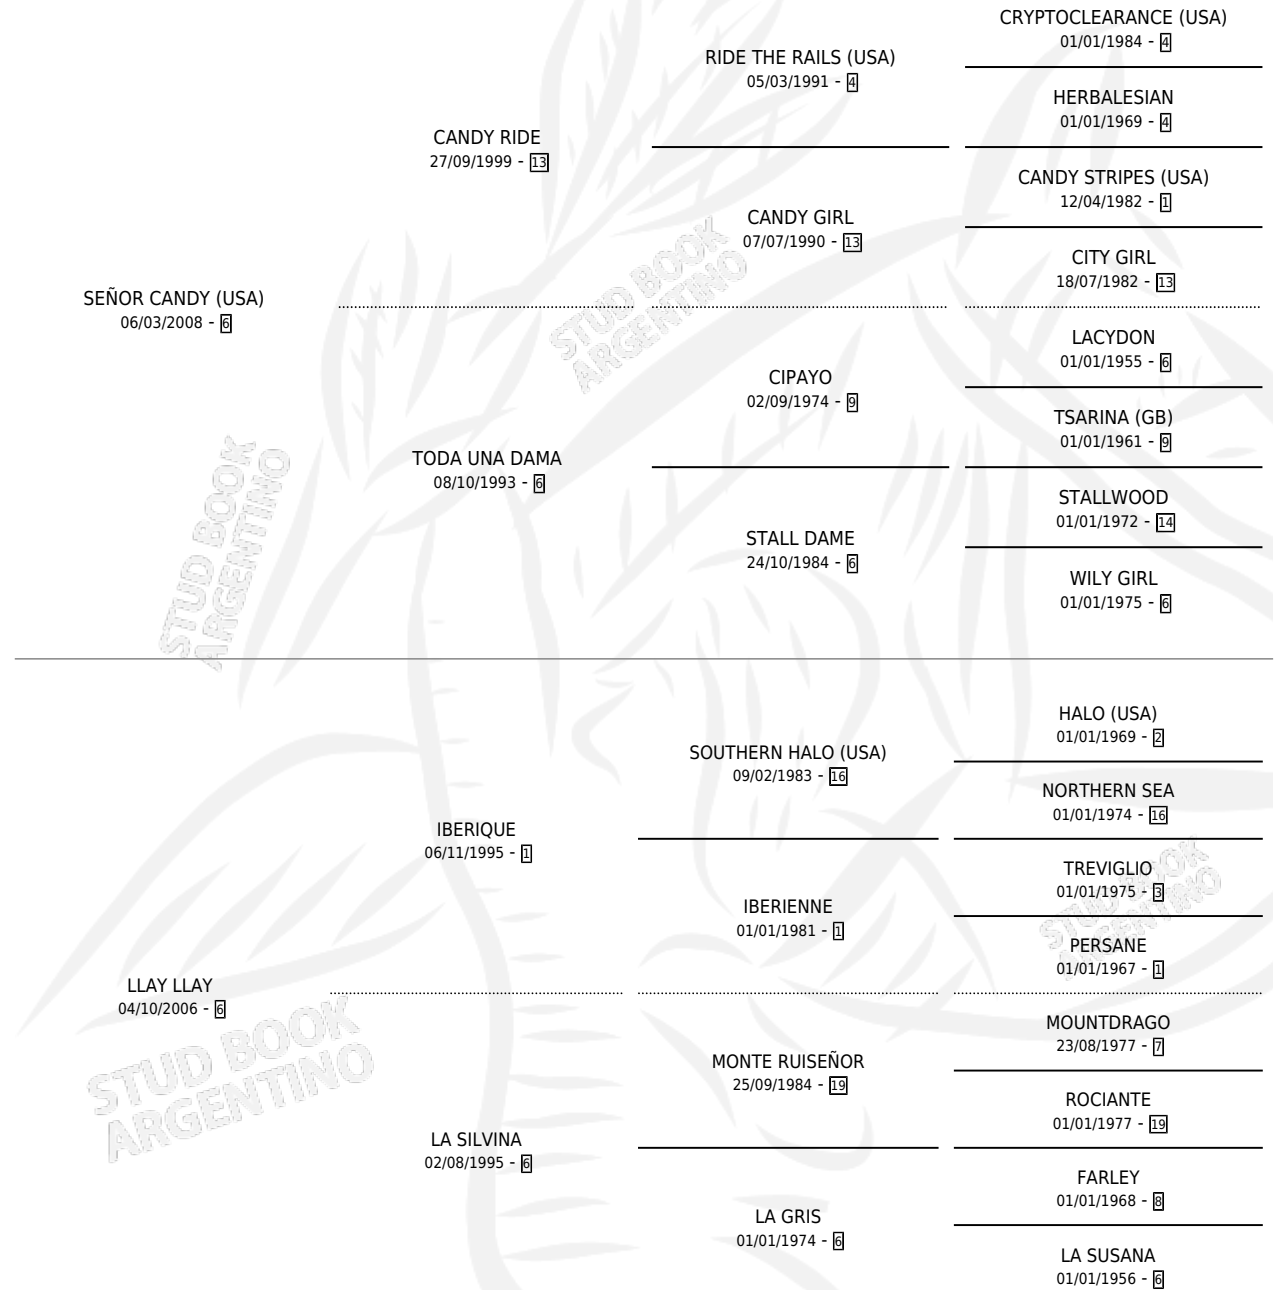 CRYPTOCLEARANCE (USA)
01/01/1984 - 4
RIDE THE RAILS (USA)
05/03/1991 - 4
HERBALESIAN
01/01/1969 - 4
CANDY RIDE
27/09/1999 - 13
CANDY STRIPES (USA)
12/04/1982 - 1
CANDY GIRL
07/07/1990 - 13
CITY GIRL
18/07/1982 - 13
SEÑOR CANDY (USA)
06/03/2008 - 6
LACYDON
01/01/1955 - 6
CIPAYO
02/09/1974 - 9
TSARINA (GB)
01/01/1961 - 9
TODA UNA DAMA
08/10/1993 - 6
STALLWOOD
01/01/1972 - 14
STALL DAME
24/10/1984 - 6
WILY GIRL
01/01/1975 - 6
STUD BOOK
ARGENTINO
STUD BOOK
ARGENTINO
HALO (USA)
01/01/1969 - 2
SOUTHERN HALO (USA)
09/02/1983 - 16
NORTHERN SEA
01/01/1974 - 16
IBERIQUE
06/11/1995 - 1
TREVIGLIO
01/01/1975 - 3
IBERIENNE
01/01/1981 - 1
PERSANE
01/01/1967 - 1
LLAY LLAY
04/10/2006 - 6
MOUNTDRAGO
23/08/1977 - 7
MONTE RUISEÑOR
25/09/1984 - 19
ROCIANTE
01/01/1977 - 19
LA SILVINA
02/08/1995 - 6
FARLEY
01/01/1968 - 8
LA GRIS
01/01/1974 - 6
LA SUSANA
01/01/1956 - 6
STUD BOOK
ARGENTINO
STUD BOOK
ARGENTINO